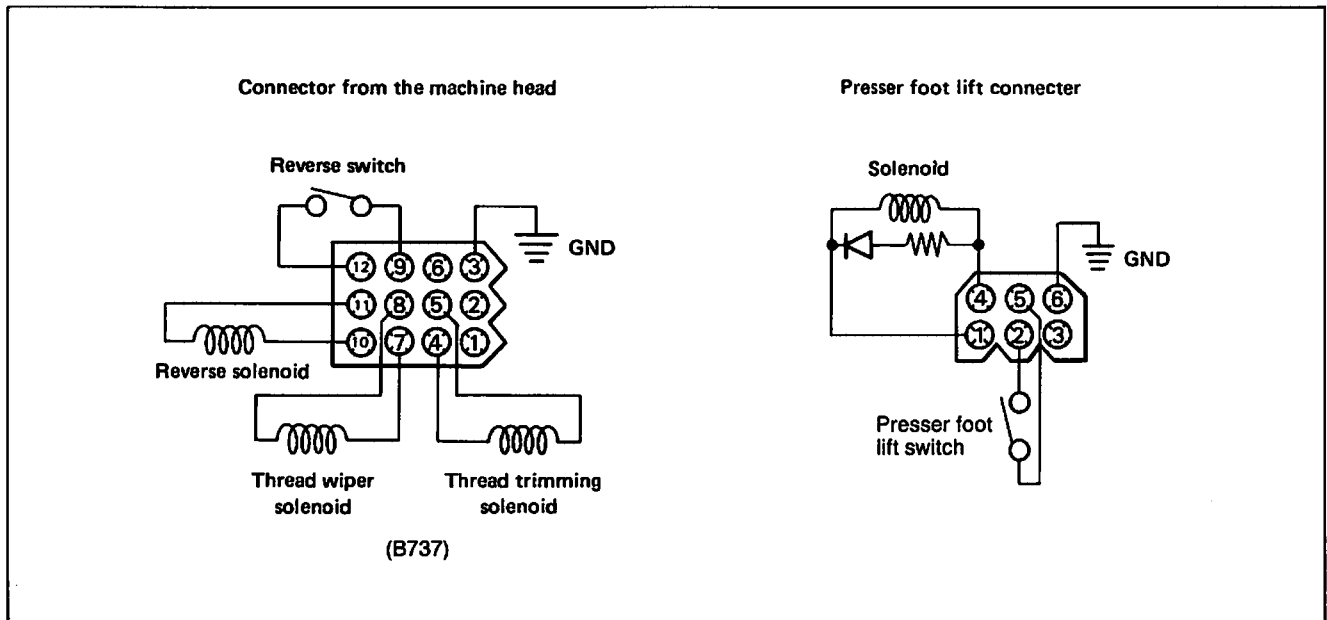 Connector from the machine head
Reverse switch
GND
12 9 6 3
11 8 5 2
10 7 4 1
Reverse solenoid
Thread wiper
solenoid
Thread trimming
solenoid
(B737)
Presser foot lift connecter
Solenoid
GND
4 5 6
1 2 3
Presser foot
lift switch